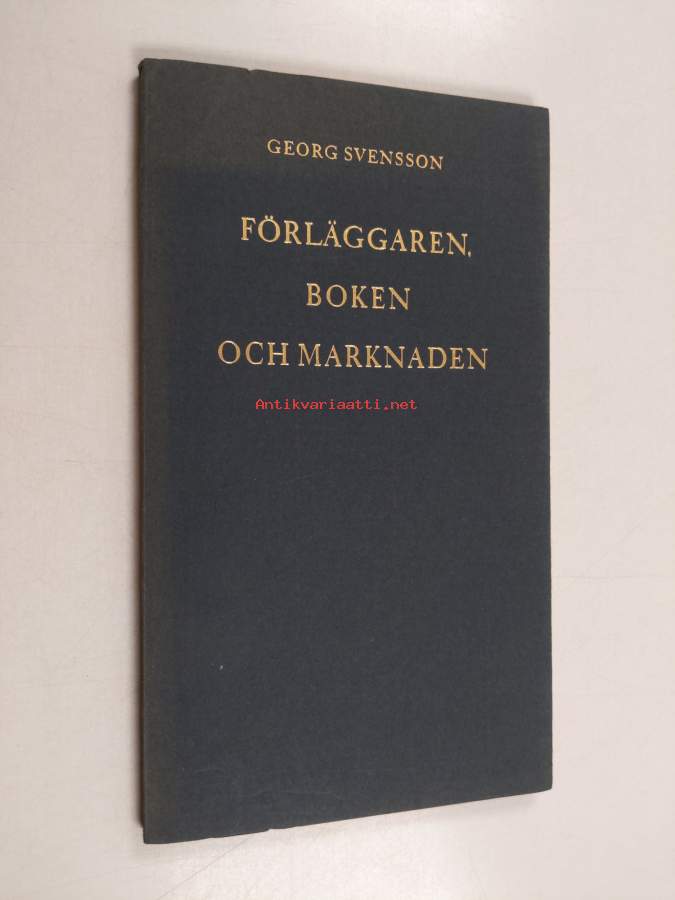 GEORG SVENSSON
FÖRLÄGGAREN,
BOKEN
OCH MARKNADEN
Antikvariaatti.net